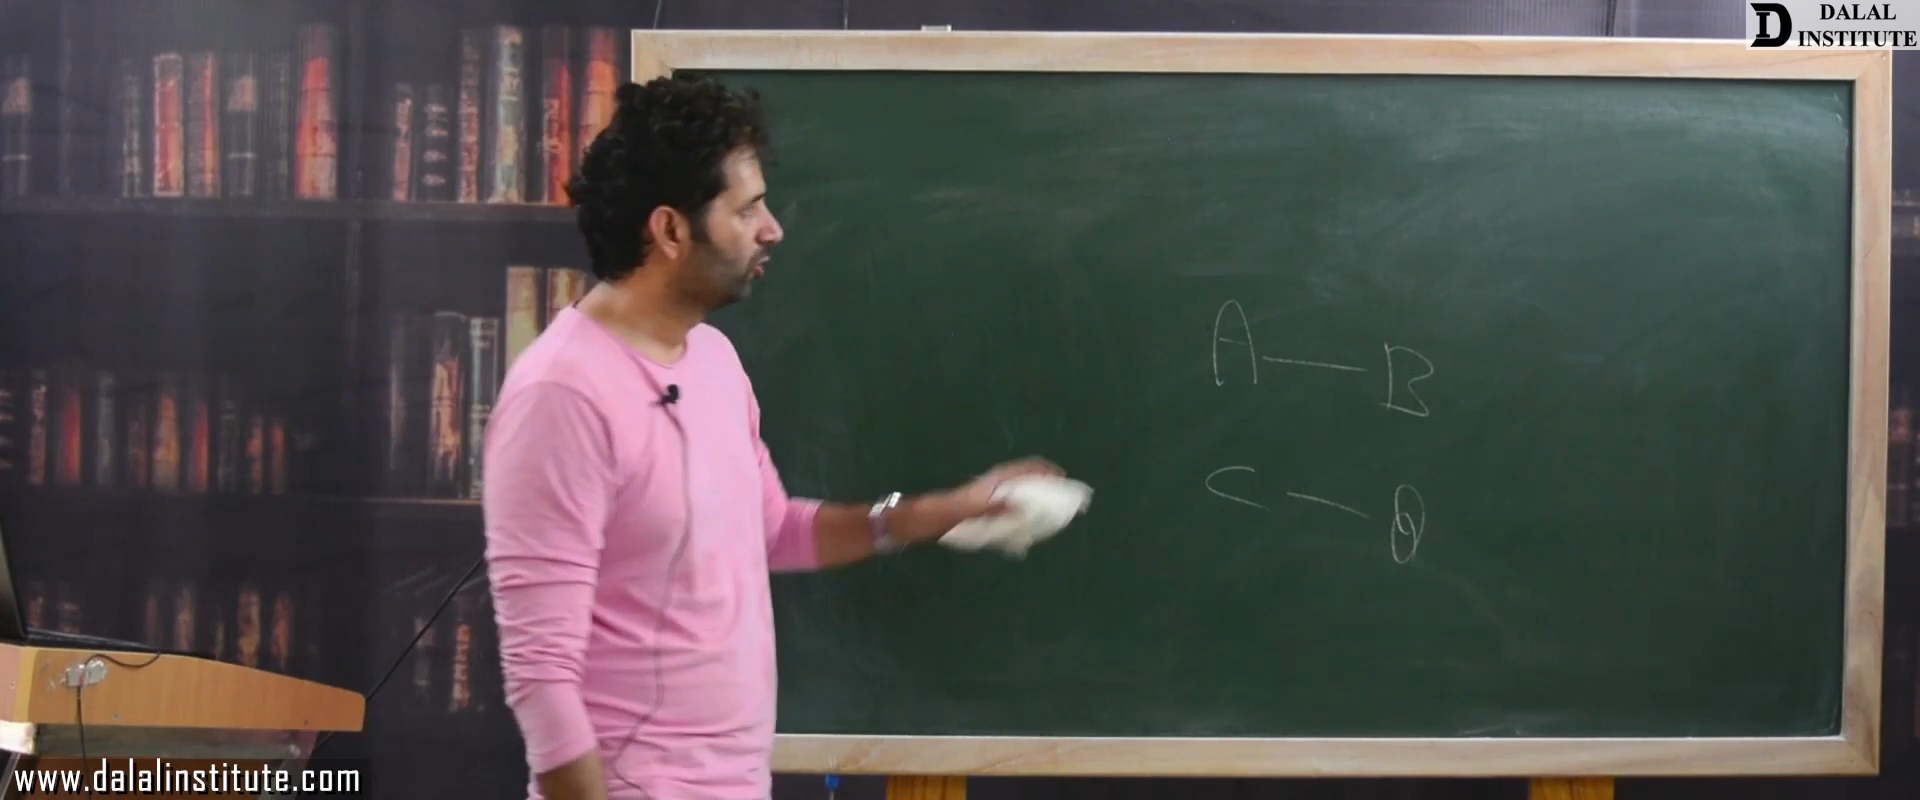 DALAL
INSTITUTE
A — B
C — D
www.dalalinstitute.com